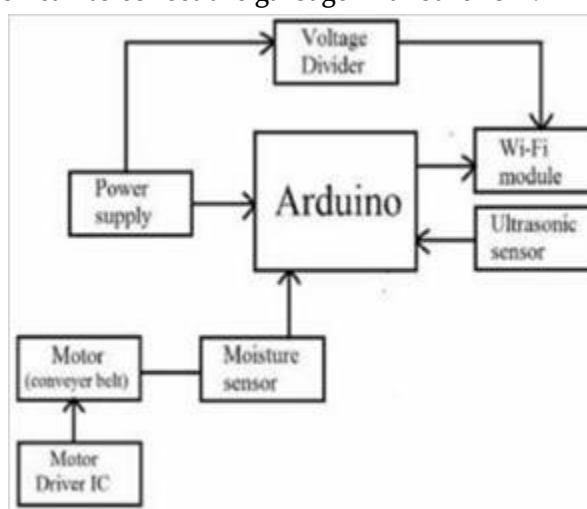 Voltage
Divider
Wi-Fi
module
Power
supply
Arduino
Ultrasonic
sensor
Motor
(conveyer belt)
Moisture
sensor
Motor
Driver IC